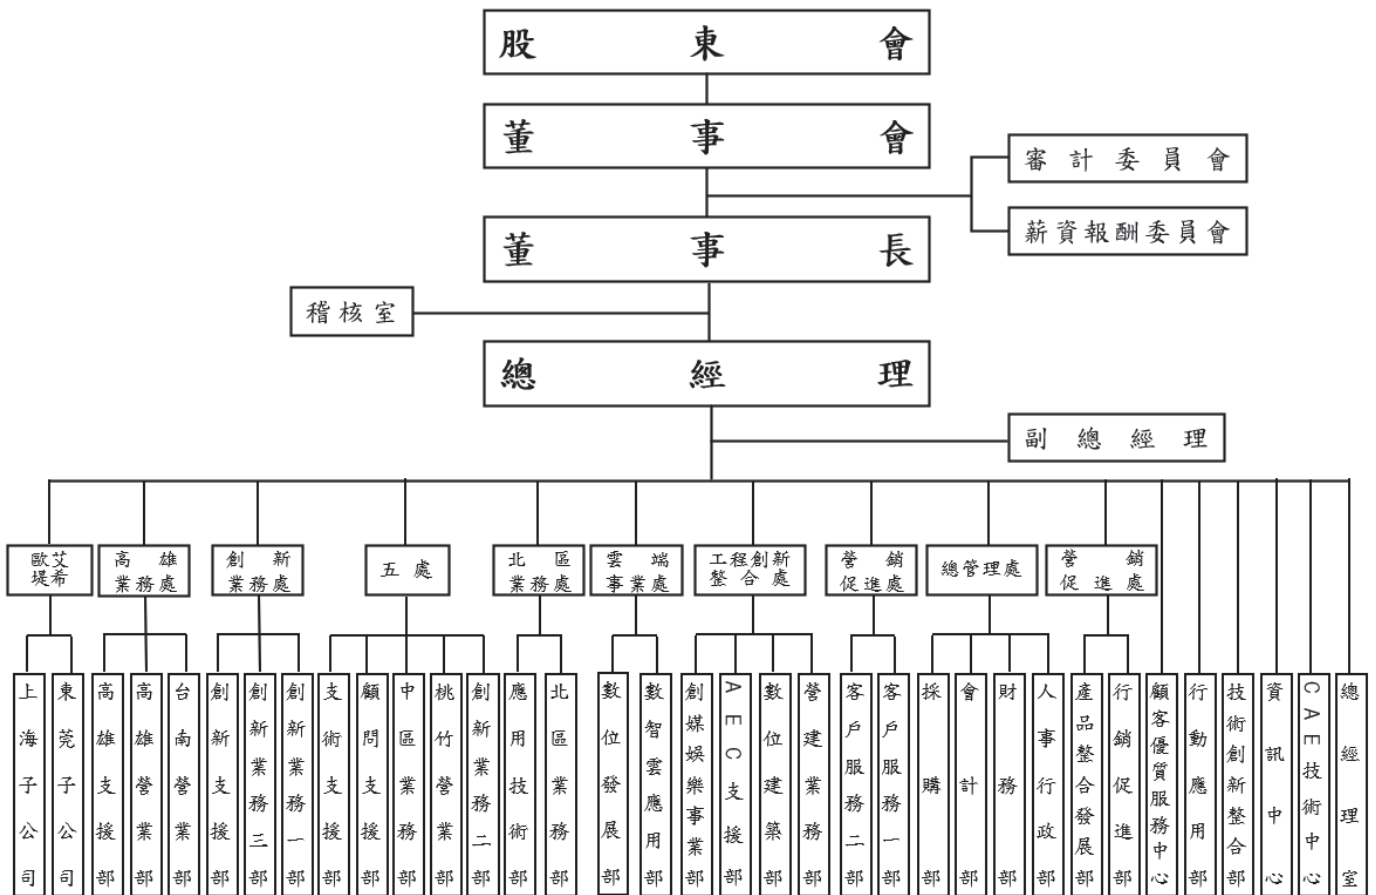 股東會
董事會
審計委員會
薪資報酬委員會
董事長
稽核室
總經理
副總經理
歐艾
堤希
高雄
業務處
創新
業務處
五處
北區
業務處
雲端
事業處
工程創新
整合處
營銷
促進處
總管理處
營銷
促進處
上海子公司
東莞子公司
高雄支援部
高雄營業部
台南營業部
創新支援部
創新業務三部
創新業務一部
支術支援部
顧問支援部
中區業務部
桃竹營業部
創新業務二部
應用技術部
北區業務部
數位發展部
數智雲應用部
創媒娛樂事業部
AEC支援部
數位建築部
營建業務部
客戶服務二部
客戶服務一部
採購部
會計部
財務部
人事行政部
產品整合發展部
行銷促進部
顧客優質服務中心
行動應用部
技術創新整合部
資訊中心
CAE技術中心
總經理室